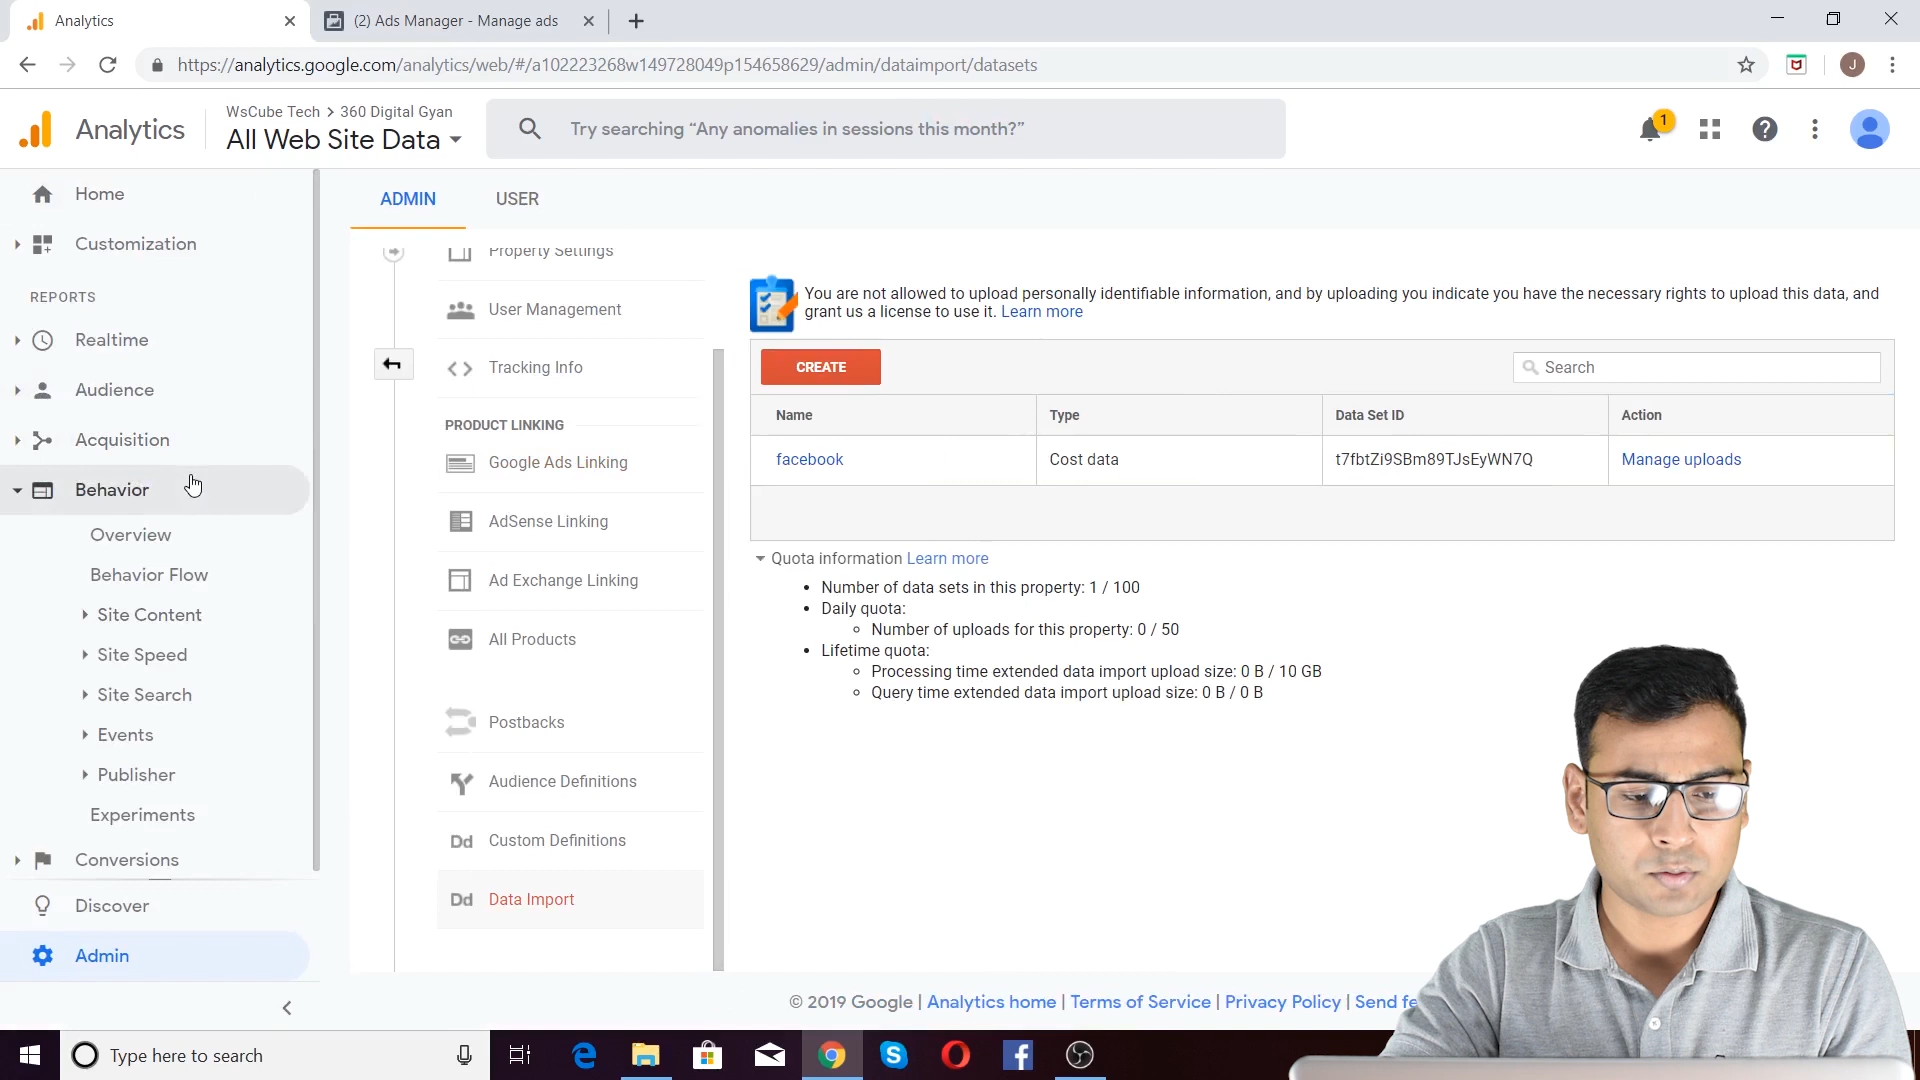 Analytics
(2) Ads Manager - Manage ads
https://analytics.google.com/analytics/web/#/a102223268w149728049p154658629/admin/dataimport/datasets
J
Analytics
WsCube Tech > 360 Digital Gyan
All Web Site Data
Try searching “Any anomalies in sessions this month?”
1
Home
Customization
REPORTS
Realtime
Audience
Acquisition
Behavior
Overview
Behavior Flow
Site Content
Site Speed
Site Search
Events
Publisher
Experiments
Conversions
Discover
Admin
ADMIN
USER
Property Settings
User Management
Tracking Info
PRODUCT LINKING
Google Ads Linking
AdSense Linking
Ad Exchange Linking
All Products
Postbacks
Audience Definitions
Dd Custom Definitions
Dd Data Import
You are not allowed to upload personally identifiable information, and by uploading you indicate you have the necessary rights to upload this data, and
grant us a license to use it. Learn more
CREATE
Search
Name Type Data Set ID Action
facebook Cost data t7fbtZi9SBm89TJsEyWN7Q Manage uploads
Quota information Learn more
• Number of data sets in this property: 1 / 100
• Daily quota:
◦ Number of uploads for this property: 0 / 50
• Lifetime quota:
◦ Processing time extended data import upload size: 0 B / 10 GB
◦ Query time extended data import upload size: 0 B / 0 B
© 2019 Google | Analytics home | Terms of Service | Privacy Policy | Send fe
Type here to search